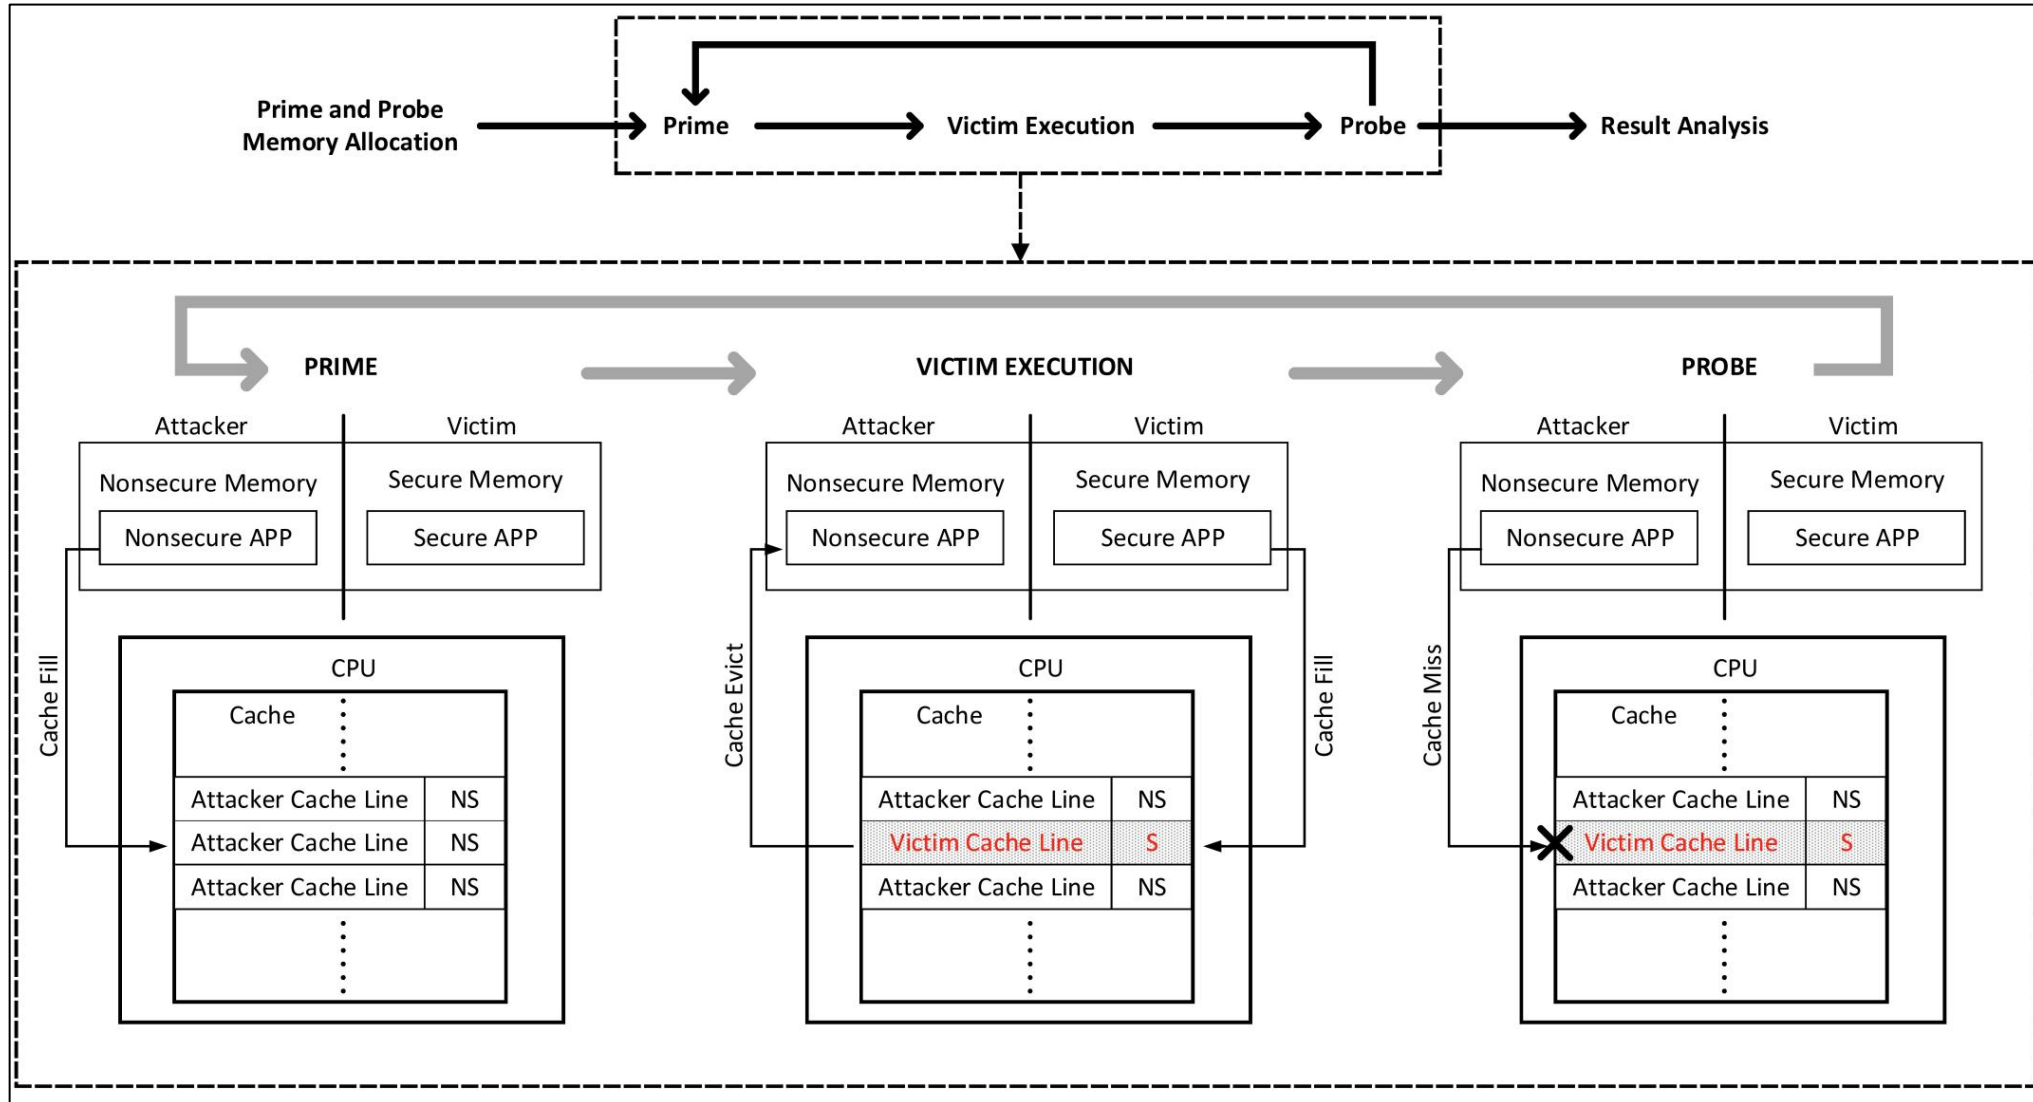 Prime and Probe
Memory Allocation
Prime
Victim Execution
Probe
Result Analysis
PRIME
VICTIM EXECUTION
PROBE
Attacker
Victim
Nonsecure Memory
Secure Memory
Nonsecure APP
Secure APP
Cache Fill
CPU
Cache
Attacker Cache Line
NS
Attacker Cache Line
NS
Attacker Cache Line
NS
Attacker
Victim
Nonsecure Memory
Secure Memory
Nonsecure APP
Secure APP
Cache Evict
Cache Fill
CPU
Cache
Attacker Cache Line
NS
Victim Cache Line
S
Attacker Cache Line
NS
Attacker
Victim
Nonsecure Memory
Secure Memory
Nonsecure APP
Secure APP
Cache Miss
CPU
Cache
Attacker Cache Line
NS
Victim Cache Line
S
Attacker Cache Line
NS